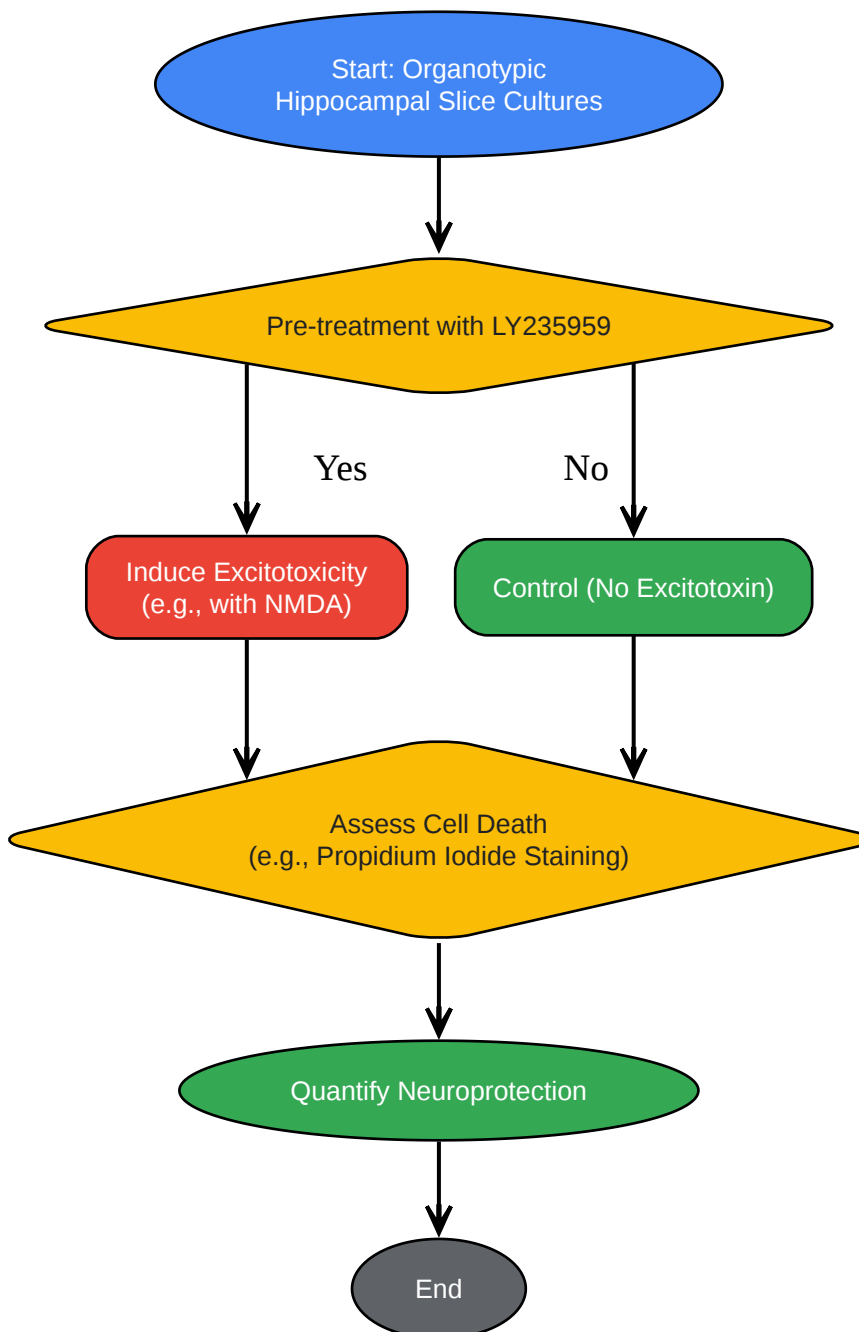 Start: Organotypic
Hippocampal Slice Cultures
Pre-treatment with LY235959
Yes
No
Induce Excitotoxicity
(e.g., with NMDA)
Control (No Excitotoxin)
Assess Cell Death
(e.g., Propidium Iodide Staining)
Quantify Neuroprotection
End